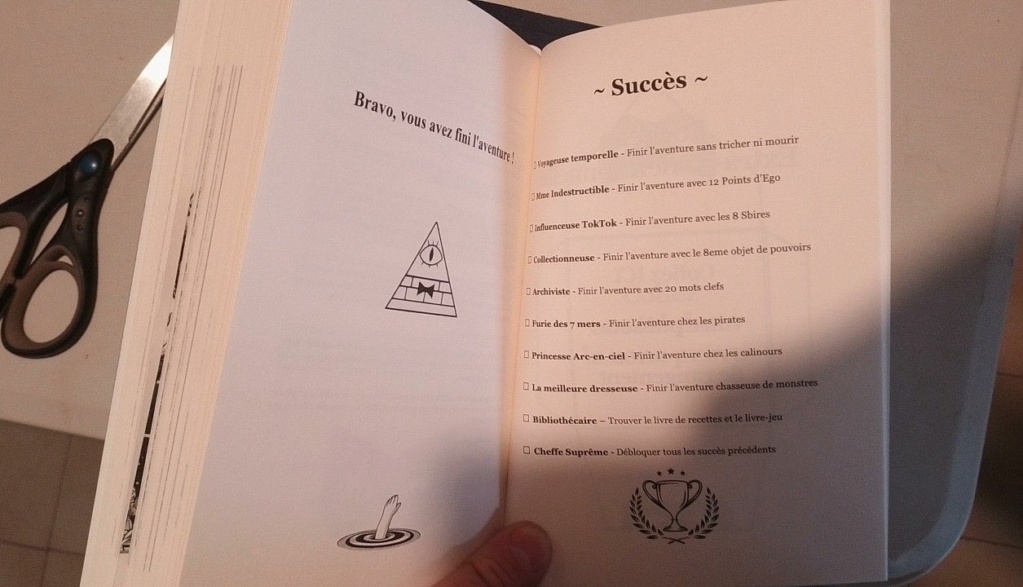 Bravo, vous avez fini l'aventure !
~ Succès ~
□ Voyageuse temporelle - Finir l'aventure sans tricher ni mourir
□ Mme Indestructible - Finir l'aventure avec 12 Points d'Ego
□ Influenceuse TokTok - Finir l'aventure avec les 8 Sbires
□ Collectionneuse - Finir l'aventure avec le 8eme objet de pouvoirs
□ Archiviste - Finir l'aventure avec 20 mots clefs
□ Furie des 7 mers - Finir l'aventure chez les pirates
□ Princesse Arc-en-ciel - Finir l'aventure chez les calinours
□ La meilleure dresseuse - Finir l'aventure chasseuse de monstres
□ Bibliothécaire – Trouver le livre de recettes et le livre-jeu
□ Cheffe Suprême - Débloquer tous les succès précédents